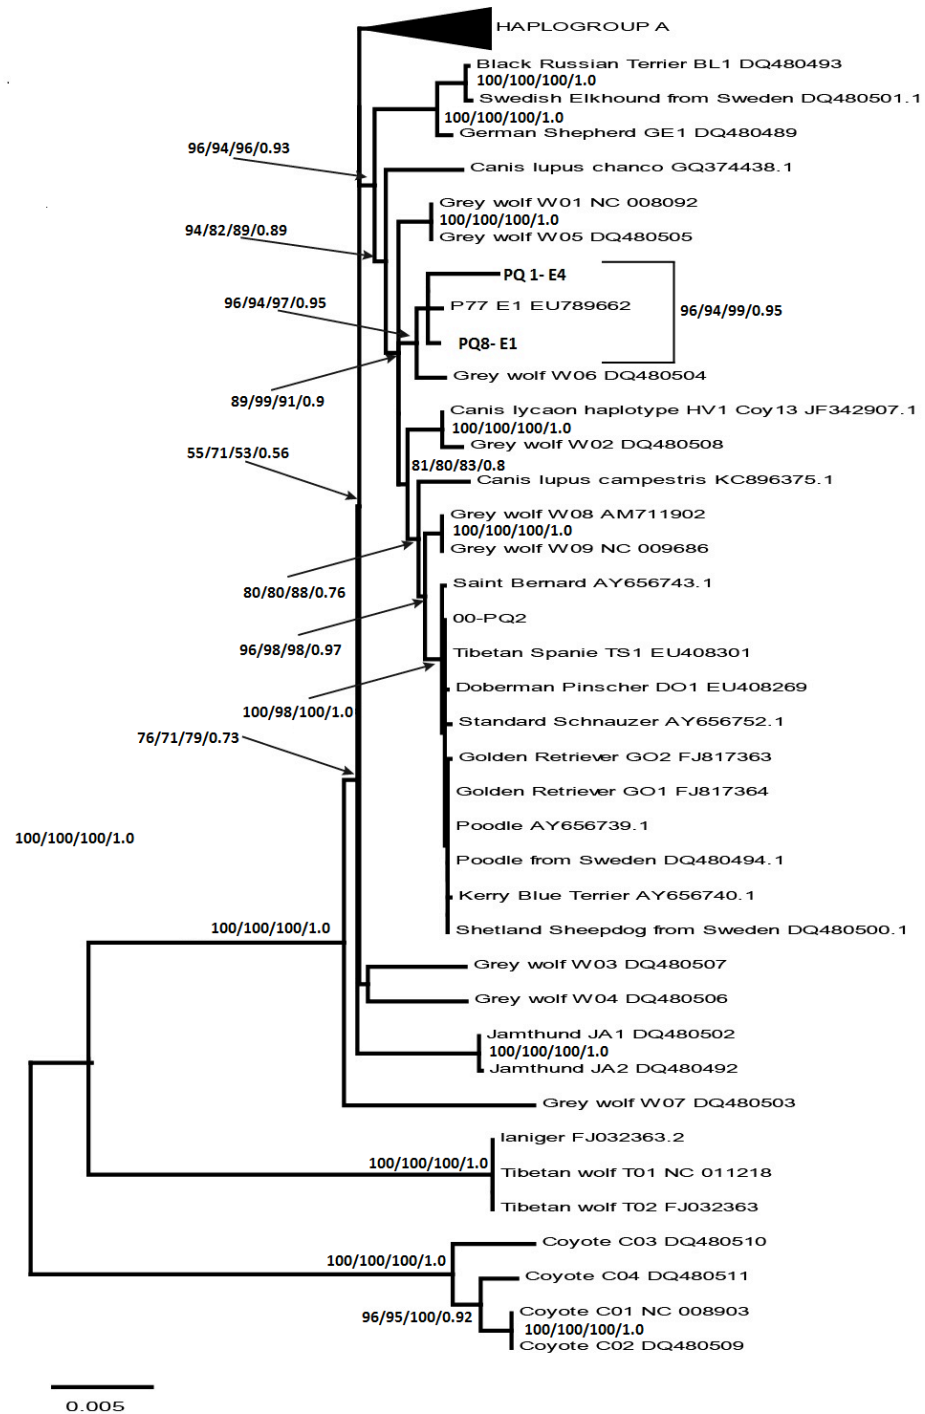 HAPLOGROUP A
Black Russian Terrier BL1 DQ480493
100/100/100/1.0
Swedish Elkhound from Sweden DQ480501.1
100/100/100/1.0
German Shepherd GE1 DQ480489
96/94/96/0.93
Canis lupus chanco GQ374438.1
Grey wolf W01 NC 008092
100/100/100/1.0
94/82/89/0.89
Grey wolf W05 DQ480505
PQ 1- E4
96/94/97/0.95
P77 E1 EU789662
96/94/99/0.95
PQ8- E1
Grey wolf W06 DQ480504
89/99/91/0.9
Canis lycaon haplotype HV1 Coy13 JF342907.1
100/100/100/1.0
Grey wolf W02 DQ480508
55/71/53/0.56
81/80/83/0.8
Canis lupus campestris KC896375.1
Grey wolf W08 AM711902
100/100/100/1.0
Grey wolf W09 NC 009686
80/80/88/0.76
Saint Bernard AY656743.1
00-PQ2
96/98/98/0.97
Tibetan Spanie TS1 EU408301
Doberman Pinscher DO1 EU408269
100/98/100/1.0
Standard Schnauzer AY656752.1
76/71/79/0.73
Golden Retriever GO2 FJ817363
Golden Retriever GO1 FJ817364
Poodle AY656739.1
100/100/100/1.0
Poodle from Sweden DQ480494.1
Kerry Blue Terrier AY656740.1
100/100/100/1.0
Shetland Sheepdog from Sweden DQ480500.1
Grey wolf W03 DQ480507
Grey wolf W04 DQ480506
Jamthund JA1 DQ480502
100/100/100/1.0
Jamthund JA2 DQ480492
Grey wolf W07 DQ480503
laniger FJ032363.2
100/100/100/1.0
Tibetan wolf T01 NC 011218
Tibetan wolf T02 FJ032363
Coyote C03 DQ480510
100/100/100/1.0
Coyote C04 DQ480511
Coyote C01 NC 008903
96/95/100/0.92
100/100/100/1.0
Coyote C02 DQ480509
0.005